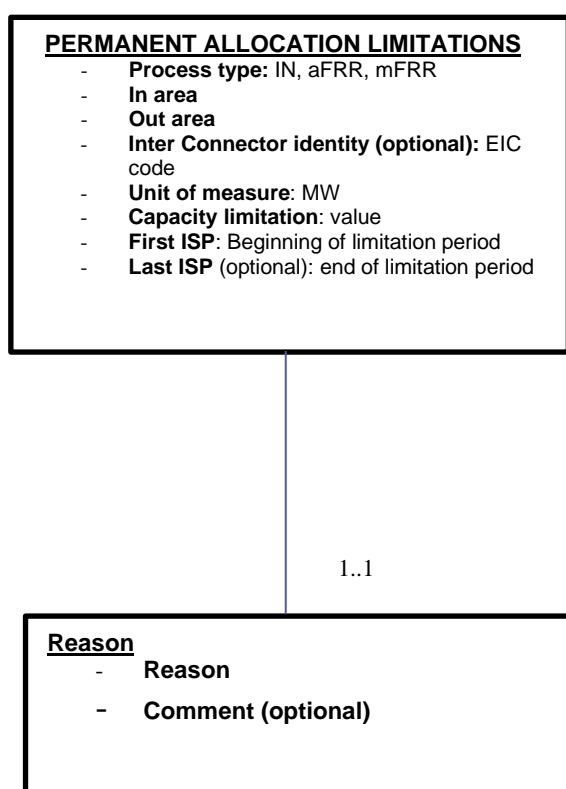 PERMANENT ALLOCATION LIMITATIONS
- Process type: IN, aFRR, mFRR
- In area
- Out area
- Inter Connector identity (optional): EIC
code
- Unit of measure: MW
- Capacity limitation: value
- First ISP: Beginning of limitation period
- Last ISP (optional): end of limitation period
1..1
Reason
- Reason
- Comment (optional)